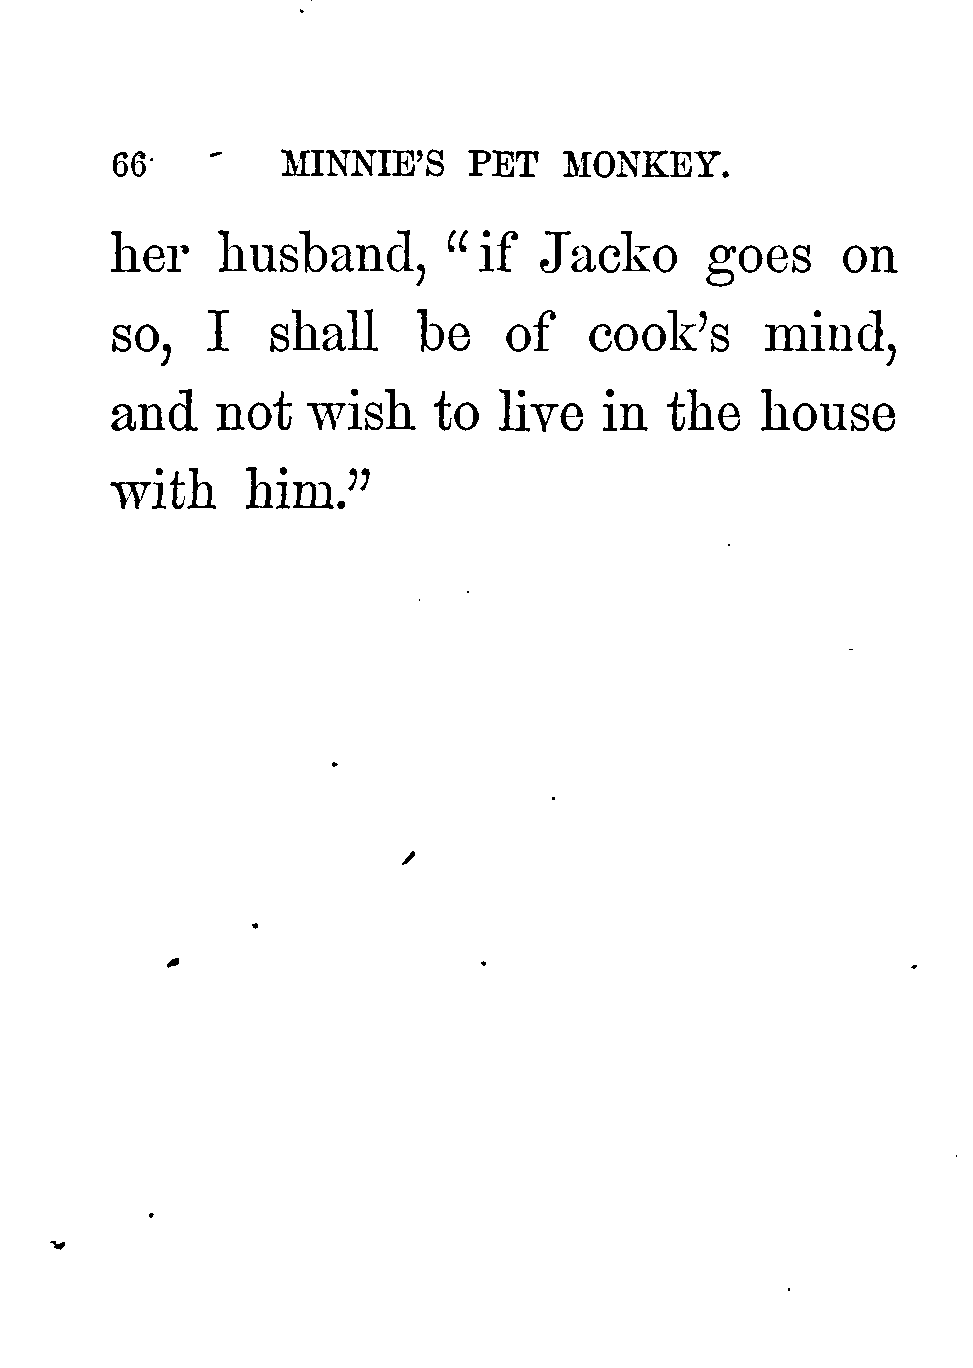 66 MINNIE'S PET MONKEY.
her husband, "if Jacko goes on
so, I shall be of cook's mind,
and not wish to live in the house
with him."